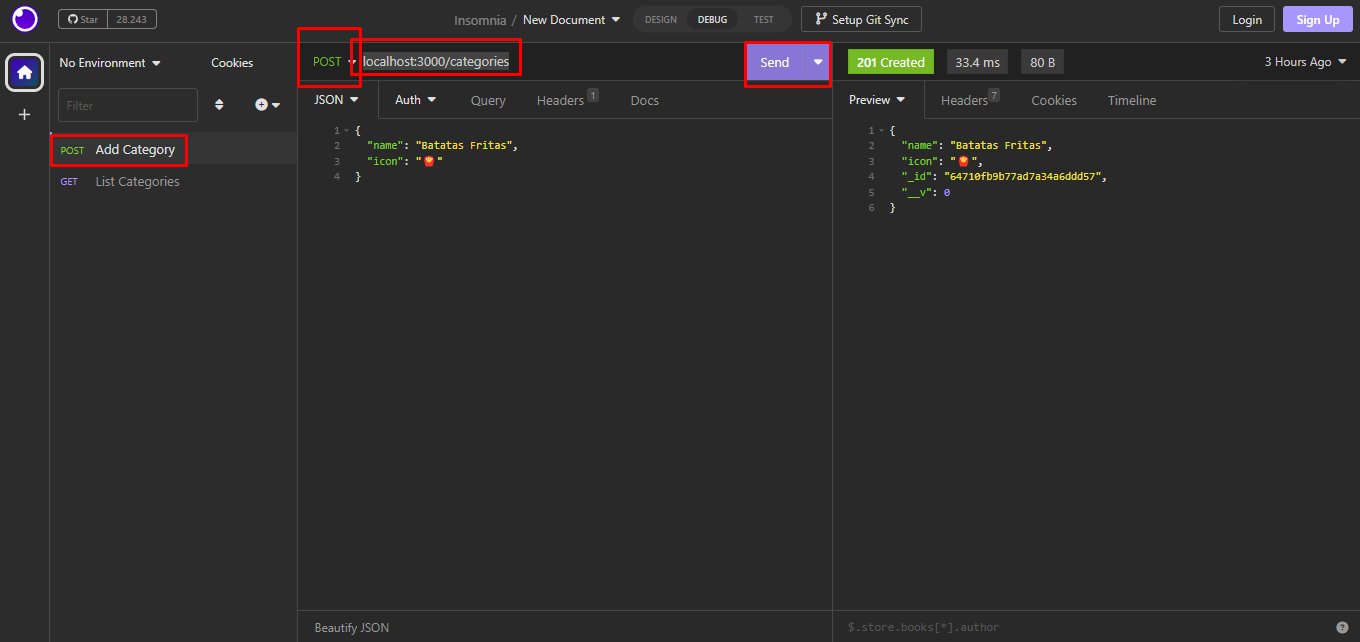 Star 28.243
Insomnia / New Document
DESIGN DEBUG TEST
Setup Git Sync
Login Sign Up
No Environment Cookies
Filter
POST Add Category
GET List Categories
POST localhost:3000/categories Send
JSON Auth Query Headers 1 Docs
1 {
2 "name": "Batatas Fritas",
3 "icon": "🍟"
4 }
Beautify JSON
201 Created 33.4 ms 80 B 3 Hours Ago
Preview Headers 7 Cookies Timeline
1 {
2 "name": "Batatas Fritas",
3 "icon": "🍟",
4 "_id": "64710fb9b77ad7a34a6ddd57",
5 "__v": 0
6 }
$.store.books[*].author